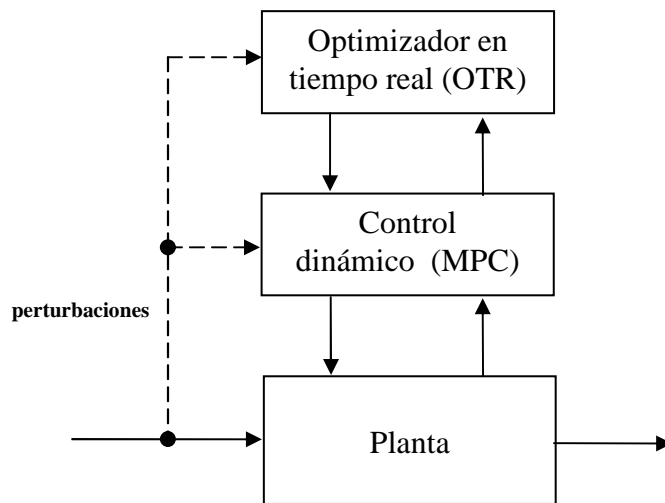 Optimizador en
tiempo real (OTR)
Control
dinámico (MPC)
perturbaciones
Planta